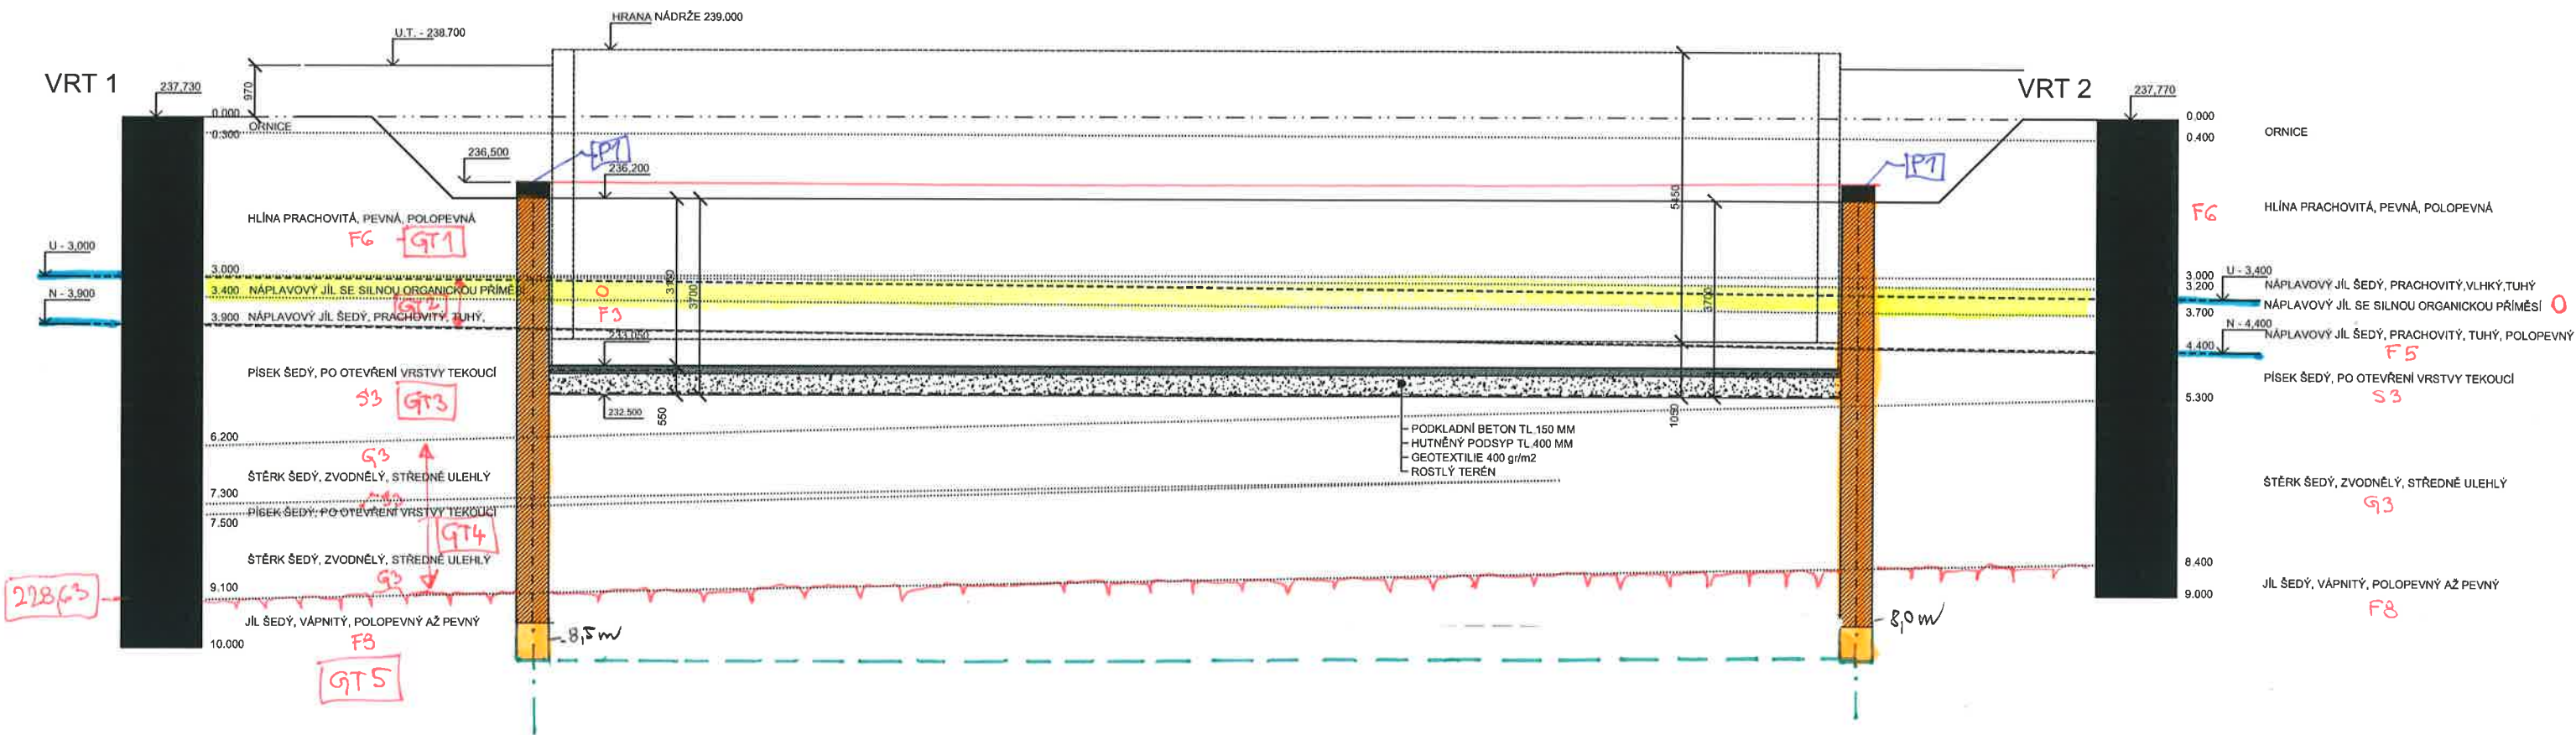 HRANA NÁDRŽE 239.000
U.T. - 238.700
VRT 1
237,730
970
0.000
0.300
ORNICE
236,500
P1
236,200
HLÍNA PRACHOVITÁ, PEVNÁ, POLOPEVNÁ
F6 - GT1
U - 3,000
3.000
3.400 NÁPLAVOVÝ JÍL SE SILNOU ORGANICKOU PŘÍMĚSÍ
GT2
O
F3
N - 3,900
3.900 NÁPLAVOVÝ JÍL ŠEDÝ, PRACHOVITÝ, TUHÝ,
233,050
PÍSEK ŠEDÝ, PO OTEVŘENÍ VRSTVY TEKOUCÍ
S3 GT3
232.500
550
3700
6.200
G3
ŠTĚRK ŠEDÝ, ZVODNĚLÝ, STŘEDNĚ ULEHLÝ
7.300
S3
PÍSEK ŠEDÝ, PO OTEVŘENÍ VRSTVY TEKOUCÍ
7.500
GT4
ŠTĚRK ŠEDÝ, ZVODNĚLÝ, STŘEDNĚ ULEHLÝ
G3
9.100
228,63
JÍL ŠEDÝ, VÁPNITÝ, POLOPEVNÝ AŽ PEVNÝ
F8
10.000
GT5
8,5 m
5450
3700
1050
PODKLADNÍ BETON TL.150 MM
HUTNĚNÝ PODSYP TL.400 MM
GEOTEXTILIE 400 gr/m2
ROSTLÝ TERÉN
P1
8,0 m
VRT 2
237,770
0,000
0.400
ORNICE
F6
HLÍNA PRACHOVITÁ, PEVNÁ, POLOPEVNÁ
3.000
U - 3,400
3.200
NÁPLAVOVÝ JÍL ŠEDÝ, PRACHOVITÝ,VLHKÝ,TUHÝ
NÁPLAVOVÝ JÍL SE SILNOU ORGANICKOU PŘÍMĚSÍ O
3.700
N - 4,400
NÁPLAVOVÝ JÍL ŠEDÝ, PRACHOVITÝ, TUHÝ, POLOPEVNÝ
4.400
F5
PÍSEK ŠEDÝ, PO OTEVŘENÍ VRSTVY TEKOUCÍ
S3
5.300
ŠTĚRK ŠEDÝ, ZVODNĚLÝ, STŘEDNĚ ULEHLÝ
G3
8.400
JÍL ŠEDÝ, VÁPNITÝ, POLOPEVNÝ AŽ PEVNÝ
9.000
F8